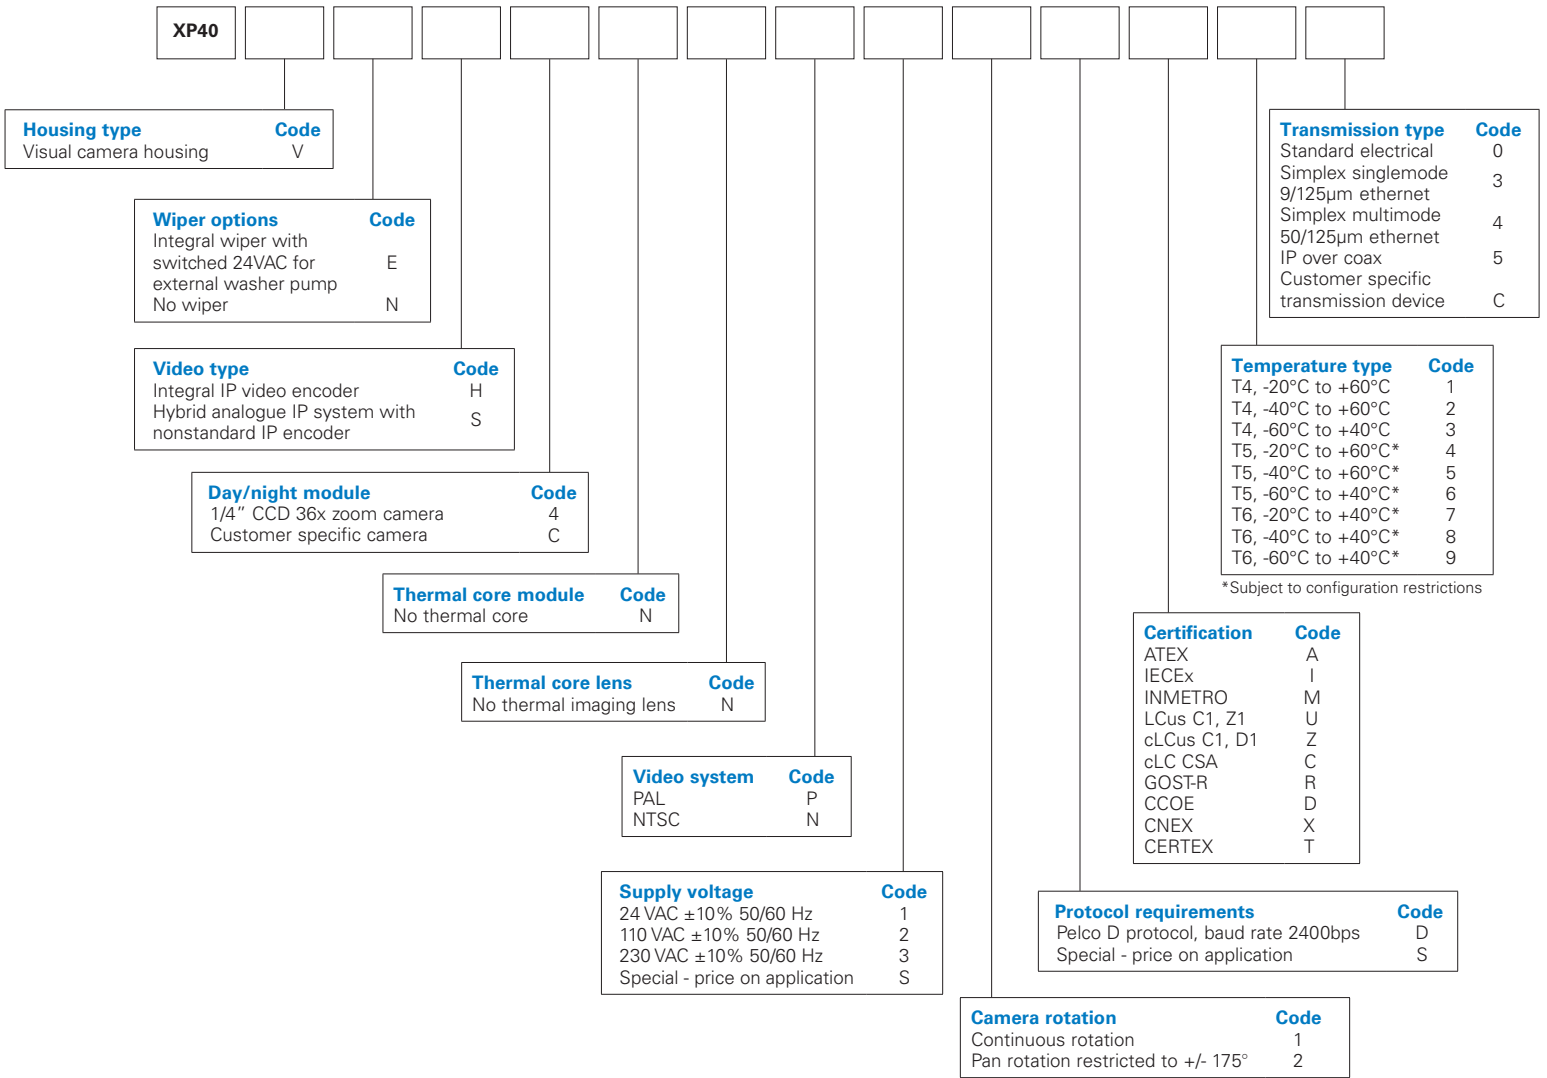 XP40
Housing type Code
Visual camera housing V
Wiper options Code
Integral wiper with
switched 24VAC for E
external washer pump
No wiper N
Video type Code
Integral IP video encoder H
Hybrid analogue IP system with
nonstandard IP encoder S
Day/night module Code
1/4” CCD 36x zoom camera 4
Customer specific camera C
Thermal core module Code
No thermal core N
Thermal core lens Code
No thermal imaging lens N
Video system Code
PAL P
NTSC N
Supply voltage Code
24 VAC ±10% 50/60 Hz 1
110 VAC ±10% 50/60 Hz 2
230 VAC ±10% 50/60 Hz 3
Special - price on application S
Camera rotation Code
Continuous rotation 1
Pan rotation restricted to +/- 175° 2
Protocol requirements Code
Pelco D protocol, baud rate 2400bps D
Special - price on application S
Certification Code
ATEX A
IECEx I
INMETRO M
LCus C1, Z1 U
cLCus C1, D1 Z
cLC CSA C
GOST-R R
CCOE D
CNEX X
CERTEX T
Temperature type Code
T4, -20°C to +60°C 1
T4, -40°C to +60°C 2
T4, -60°C to +40°C 3
T5, -20°C to +60°C* 4
T5, -40°C to +60°C* 5
T5, -60°C to +40°C* 6
T6, -20°C to +40°C* 7
T6, -40°C to +40°C* 8
T6, -60°C to +40°C* 9
*Subject to configuration restrictions
Transmission type Code
Standard electrical 0
Simplex singlemode
9/125µm ethernet 3
Simplex multimode
50/125µm ethernet 4
IP over coax 5
Customer specific
transmission device C